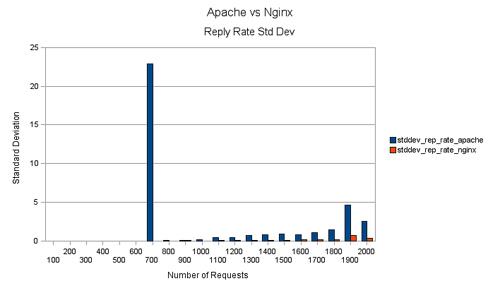 Apache vs Nginx
Reply Rate Std Dev
25
20
15
10
5
0
Standard Deviation
stddev_rep_rate_apache
stddev_rep_rate_nginx
200 400 600 800 1000 1200 1400 1600 1800 2000
100 300 500 700 900 1100 1300 1500 1700 1900
Number of Requests